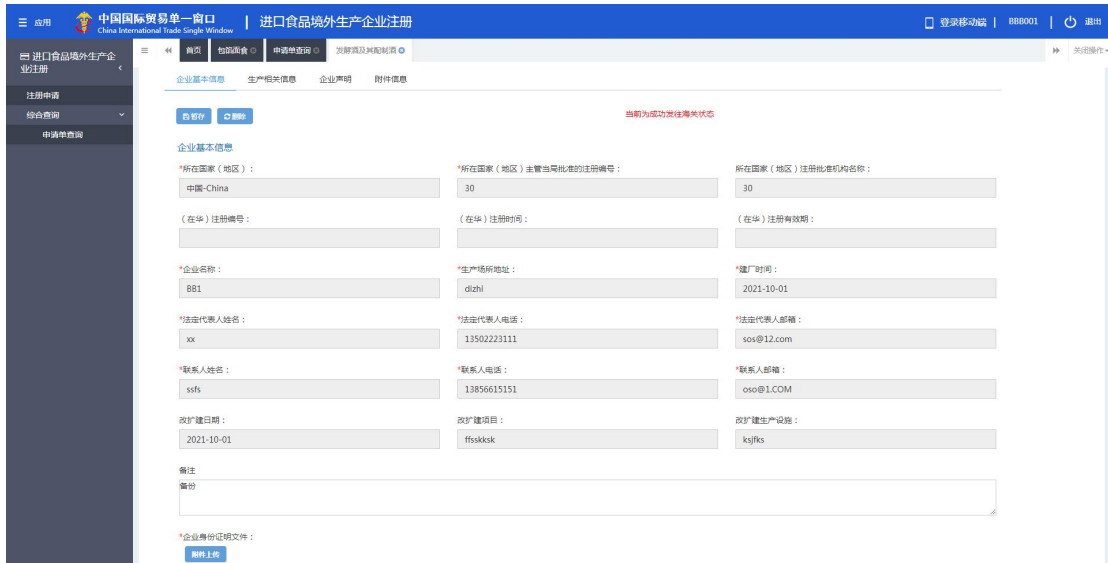 应用
中国国际贸易单一窗口
China International Trade Single Window
进口食品境外生产企业注册
登录移动端
BBB001
退出
进口食品境外生产企业注册
注册申请
综合查询
申请单查询
首页
包馅面食
申请单查询
发酵酒及其配制酒
关闭操作
企业基本信息
生产相关信息
企业声明
附件信息
暂存
删除
当前为成功发往海关状态
企业基本信息
*所在国家（地区）：
*所在国家（地区）主管当局批准的注册编号：
所在国家（地区）注册批准机构名称：
中国-China
30
30
（在华）注册编号：
（在华）注册时间：
（在华）注册有效期：
*企业名称：
*生产场所地址：
*建厂时间：
BB1
dizhi
2021-10-01
*法定代表人姓名：
*法定代表人电话：
*法定代表人邮箱：
xx
13502223111
sos@12.com
*联系人姓名：
*联系人电话：
*联系人邮箱：
ssfs
13856615151
oso@1.COM
改扩建日期：
改扩建项目：
改扩建生产设施：
2021-10-01
ffsskksk
ksjfks
备注
备份
*企业身份证明文件：
附件上传